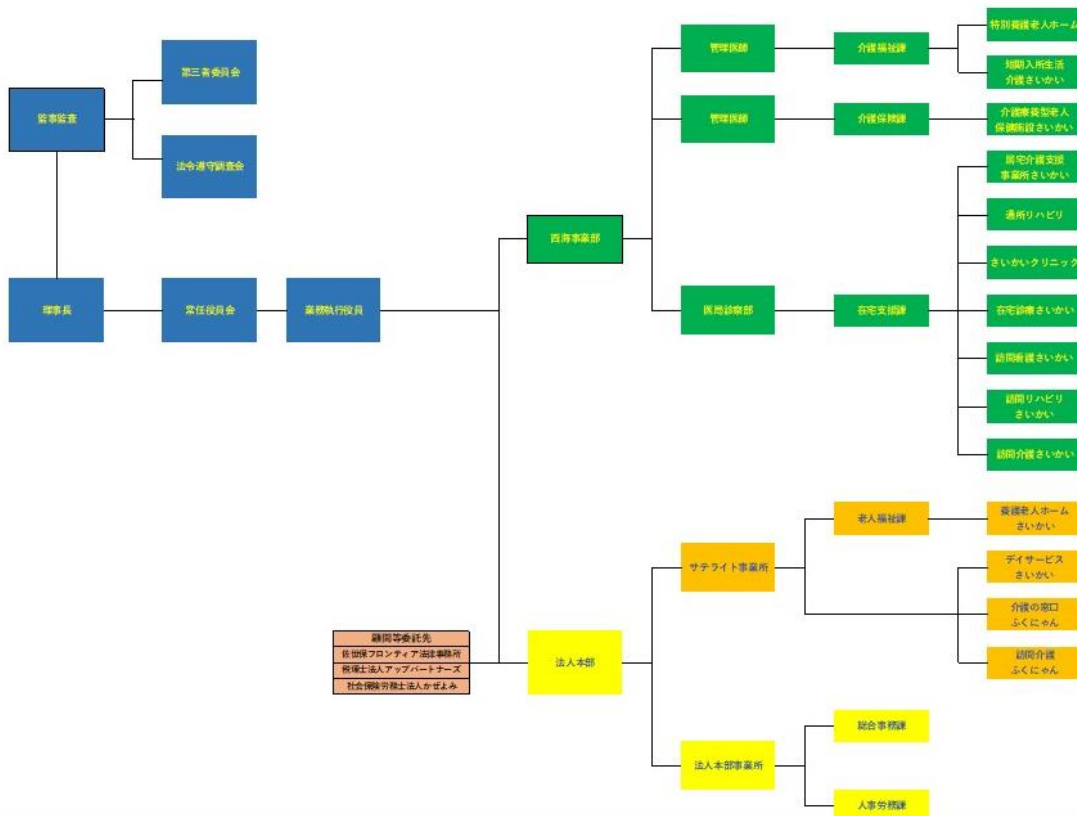 監事監査
第三者委員会
法令遵守調査会
理事長
常任役員会
業務執行役員
西海事業部
管理医師
介護福祉課
特別養護老人ホーム
短期入所生活
介護さいかい
管理医師
介護保険課
介護療養型老人
保健施設さいかい
医局診察部
在宅支援課
居宅介護支援
事業所さいかい
通所リハビリ
さいかいクリニック
在宅診療さいかい
訪問看護さいかい
訪問リハビリ
さいかい
訪問介護さいかい
顧問等委託先
佐世保フロンティア法律事務所
税理士法人アップパートナーズ
社会保険労務士法人かぜよみ
法人本部
サテライト事業所
老人福祉課
養護老人ホーム
さいかい
デイサービス
さいかい
介護の窓口
ふくにゃん
訪問介護
ふくにゃん
法人本部事業所
総合事務課
人事労務課